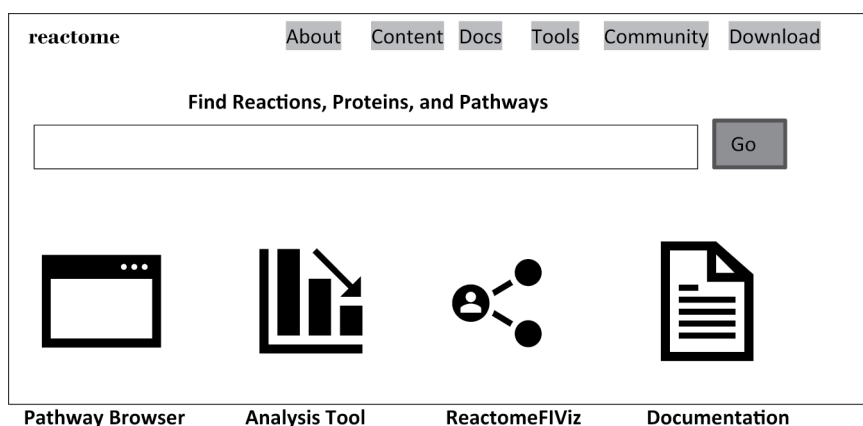 reactome About Content Docs Tools Community Download
Find Reactions, Proteins, and Pathways
Go
Pathway Browser Analysis Tool ReactomeFIViz Documentation